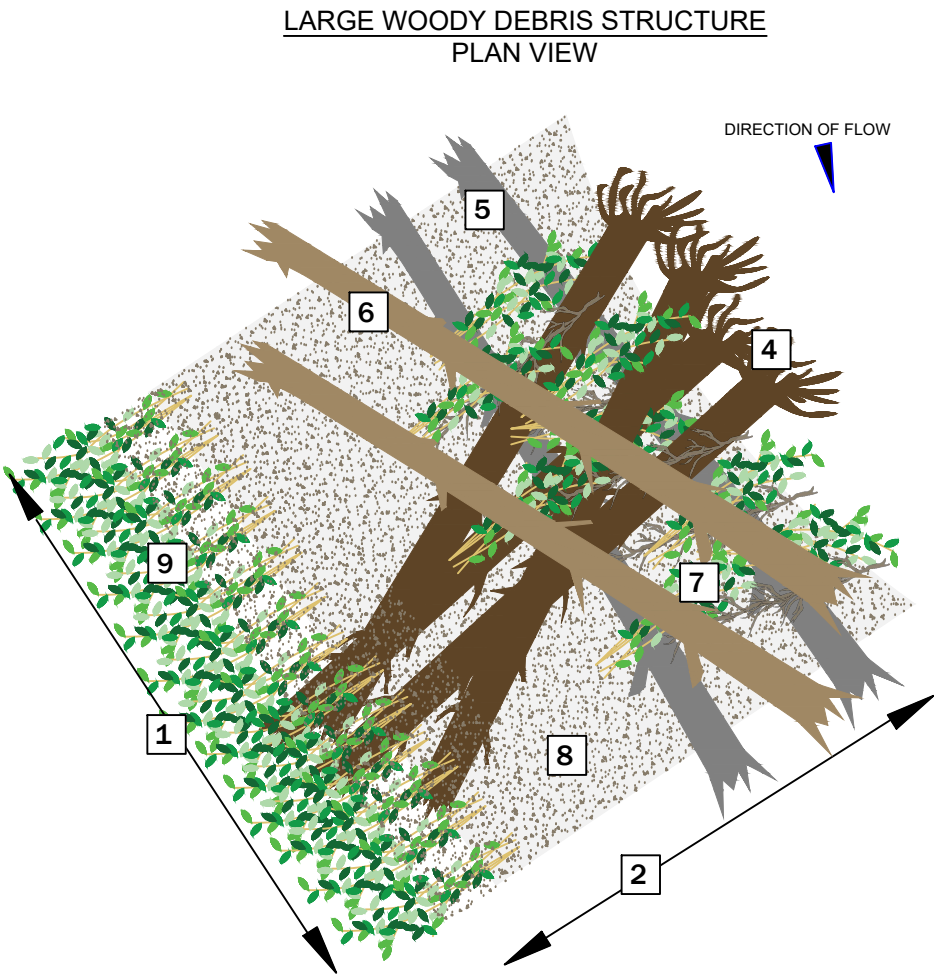 LARGE WOODY DEBRIS STRUCTURE
PLAN VIEW
DIRECTION OF FLOW
5
6
4
9
7
1
8
2